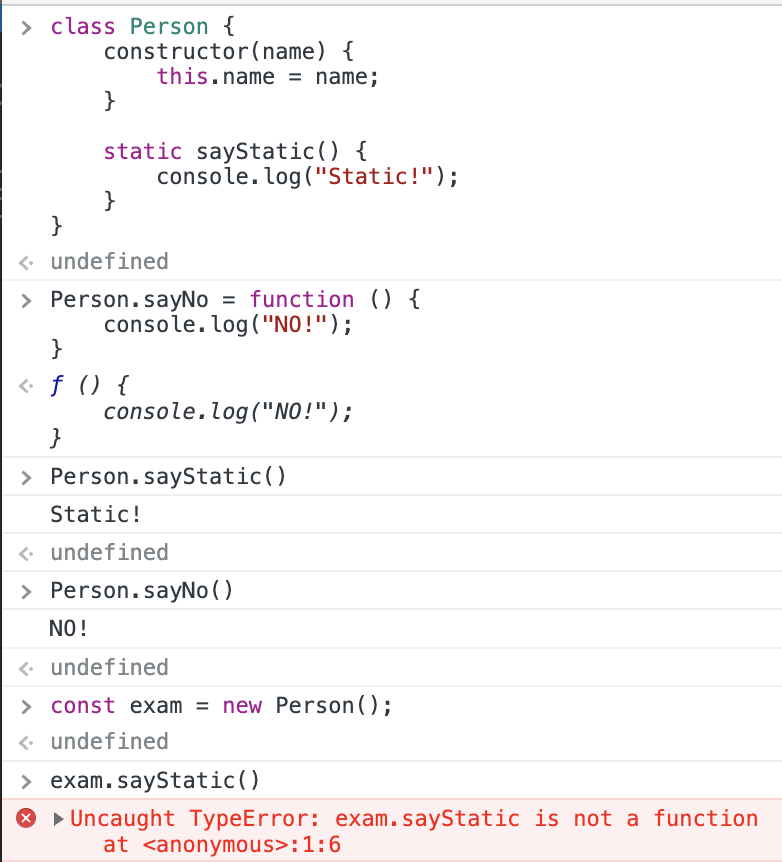 class Person {
    constructor(name) {
        this.name = name;
    }

    static sayStatic() {
        console.log("Static!");
    }
}
undefined
Person.sayNo = function () {
    console.log("NO!");
}
f () {
    console.log("NO!");
}
Person.sayStatic()
Static!
undefined
Person.sayNo()
NO!
undefined
const exam = new Person();
undefined
exam.sayStatic()
Uncaught TypeError: exam.sayStatic is not a function
    at <anonymous>:1:6